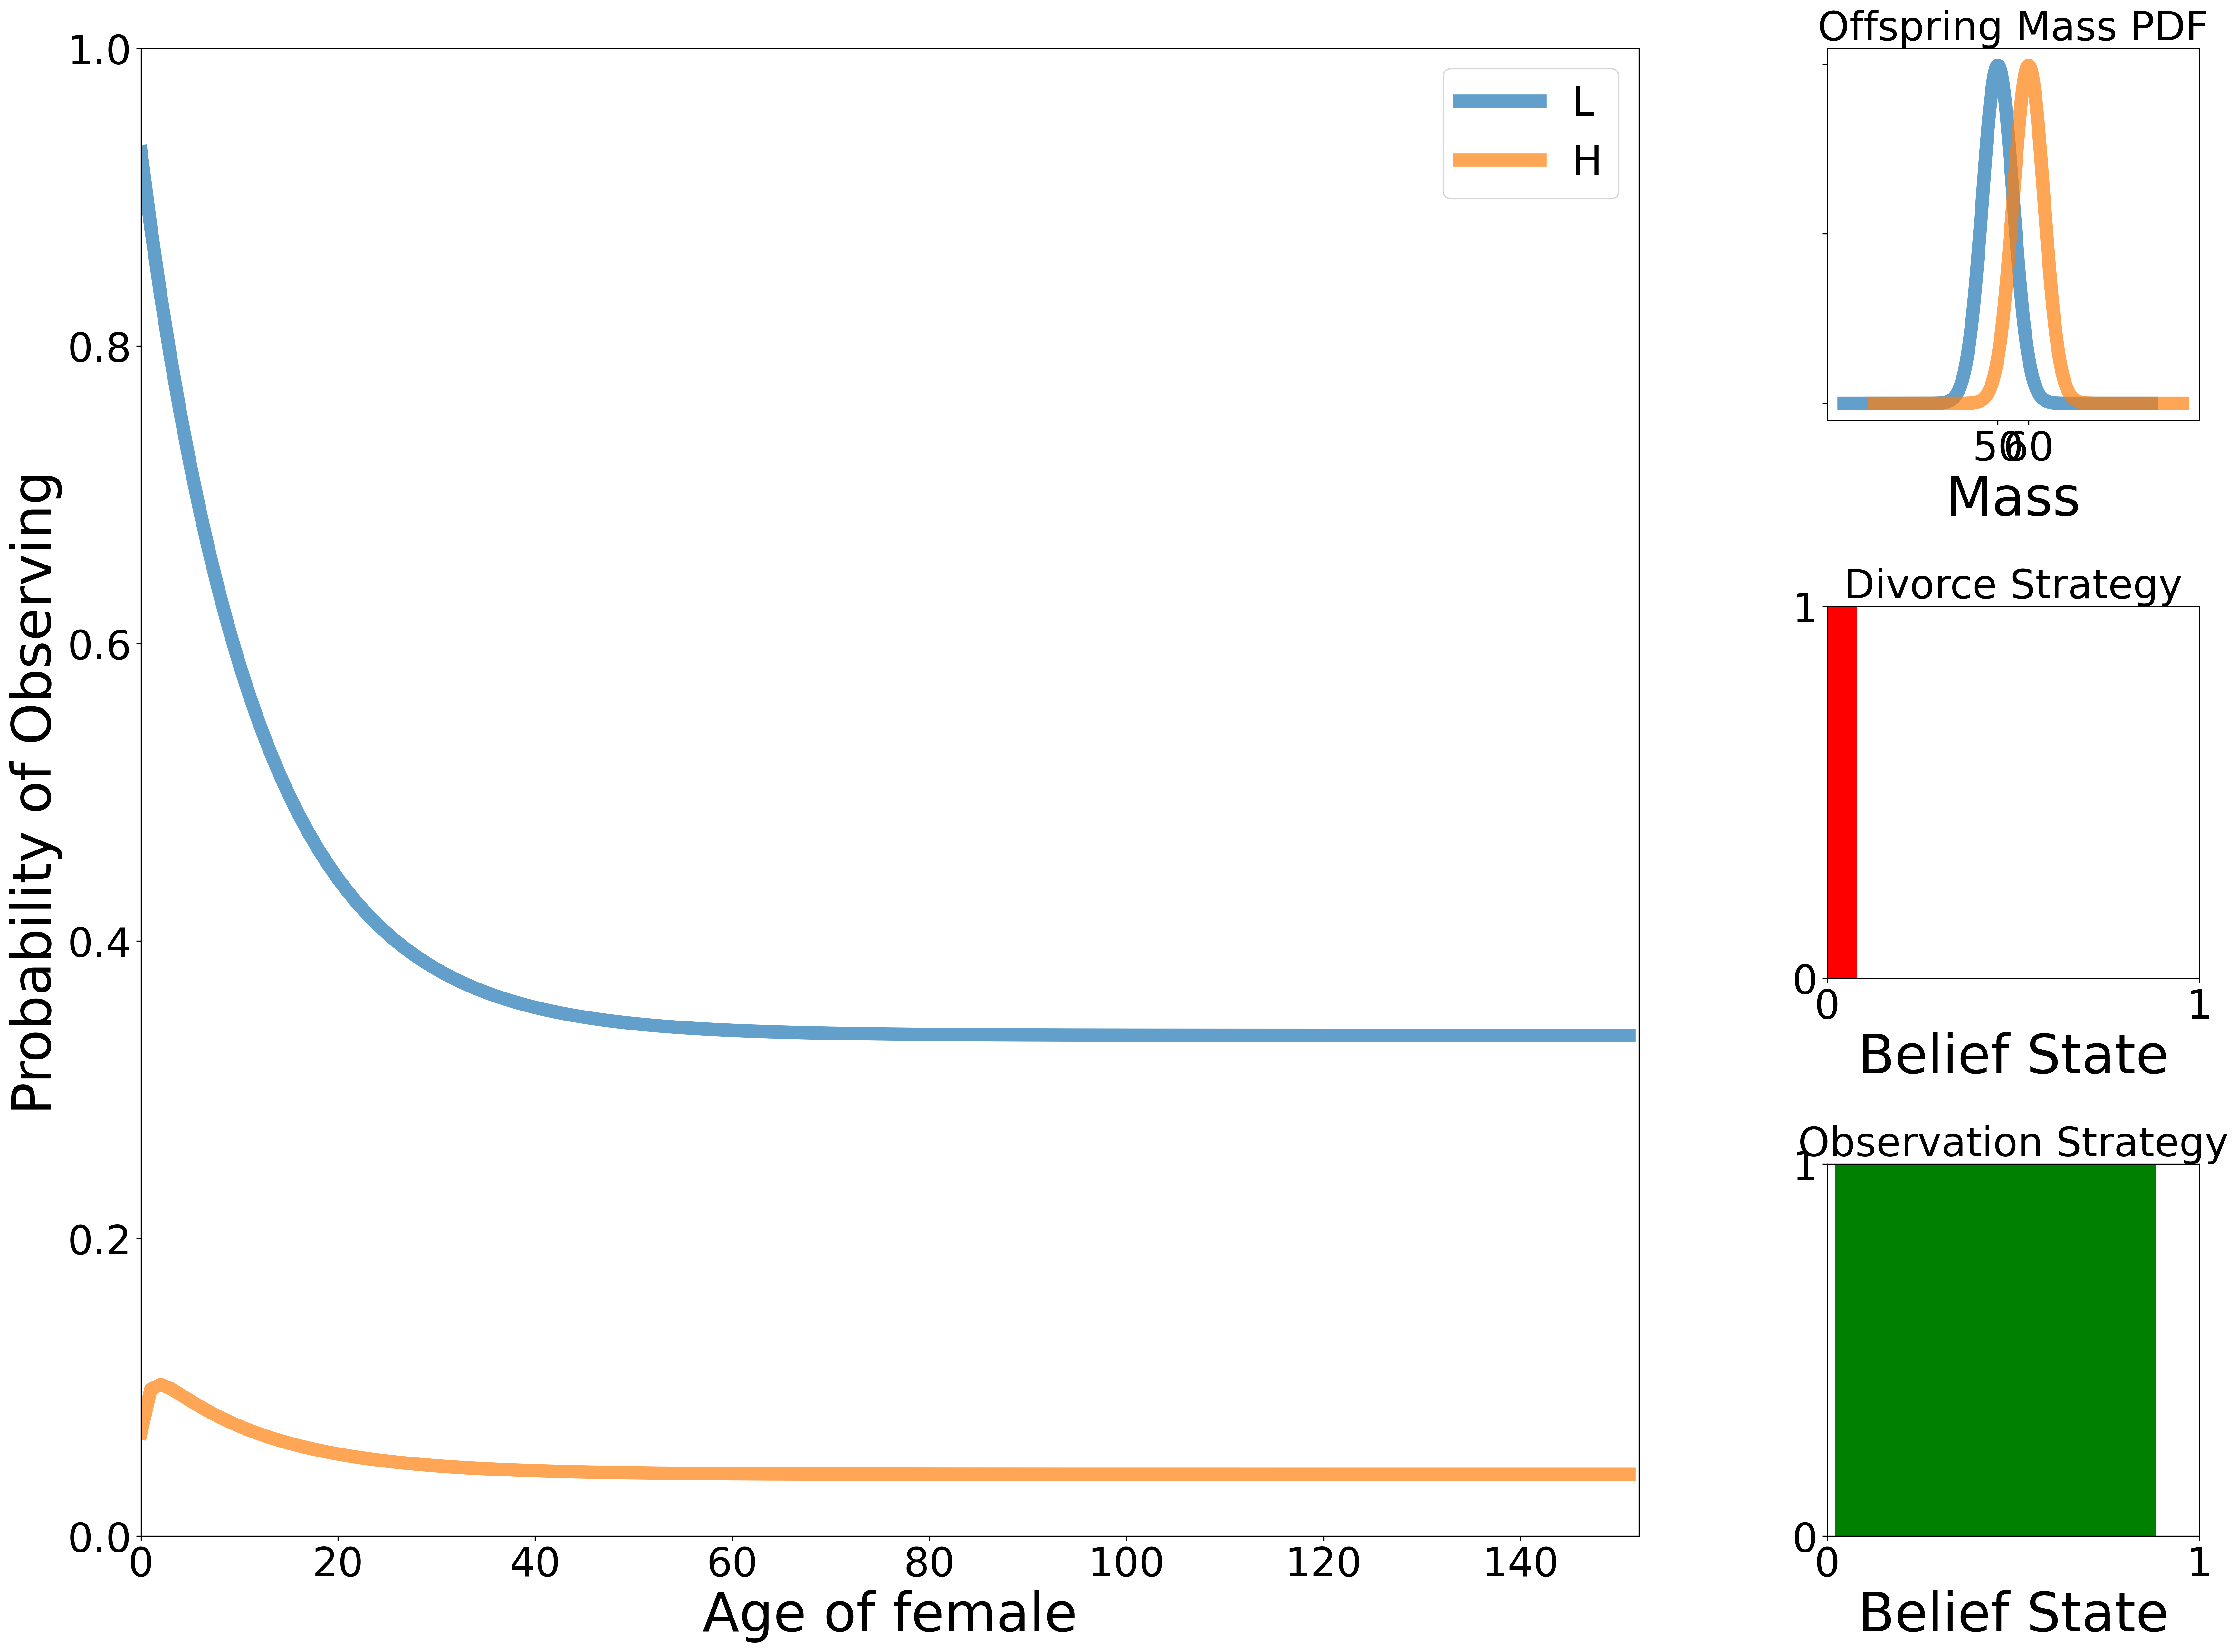 Probability of Observing
1.0
0.8
0.6
0.4
0.2
0.0
0 20 40 60 80 100 120 140
Age of female
L
H
Offspring Mass PDF
50 60
Mass
Divorce Strategy
1
0
0 1
Belief State
Observation Strategy
1
0
0 1
Belief State